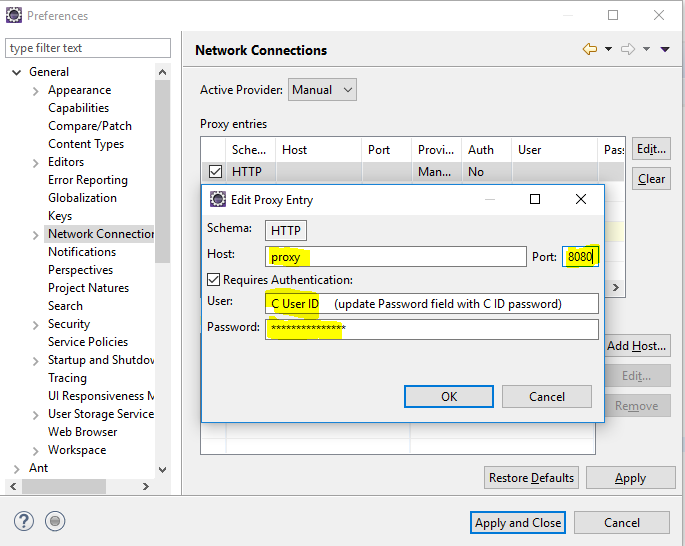 Preferences
type filter text
General
Appearance
Capabilities
Compare/Patch
Content Types
Editors
Error Reporting
Globalization
Keys
Network Connection
Notifications
Perspectives
Project Natures
Search
Security
Service Policies
Startup and Shutdow
Tracing
UI Responsiveness M
User Storage Service
Web Browser
Workspace
Ant
Network Connections
Active Provider: Manual
Proxy entries
Sche... Host Port Provi... Auth User Pas
HTTP Man... No
Edit...
Clear
Edit Proxy Entry
Schema: HTTP
Host: proxy Port: 8080
Requires Authentication:
User: C User ID (update Password field with C ID password)
Password: ***************
OK Cancel
Add Host...
Edit...
Remove
Restore Defaults Apply
Apply and Close Cancel